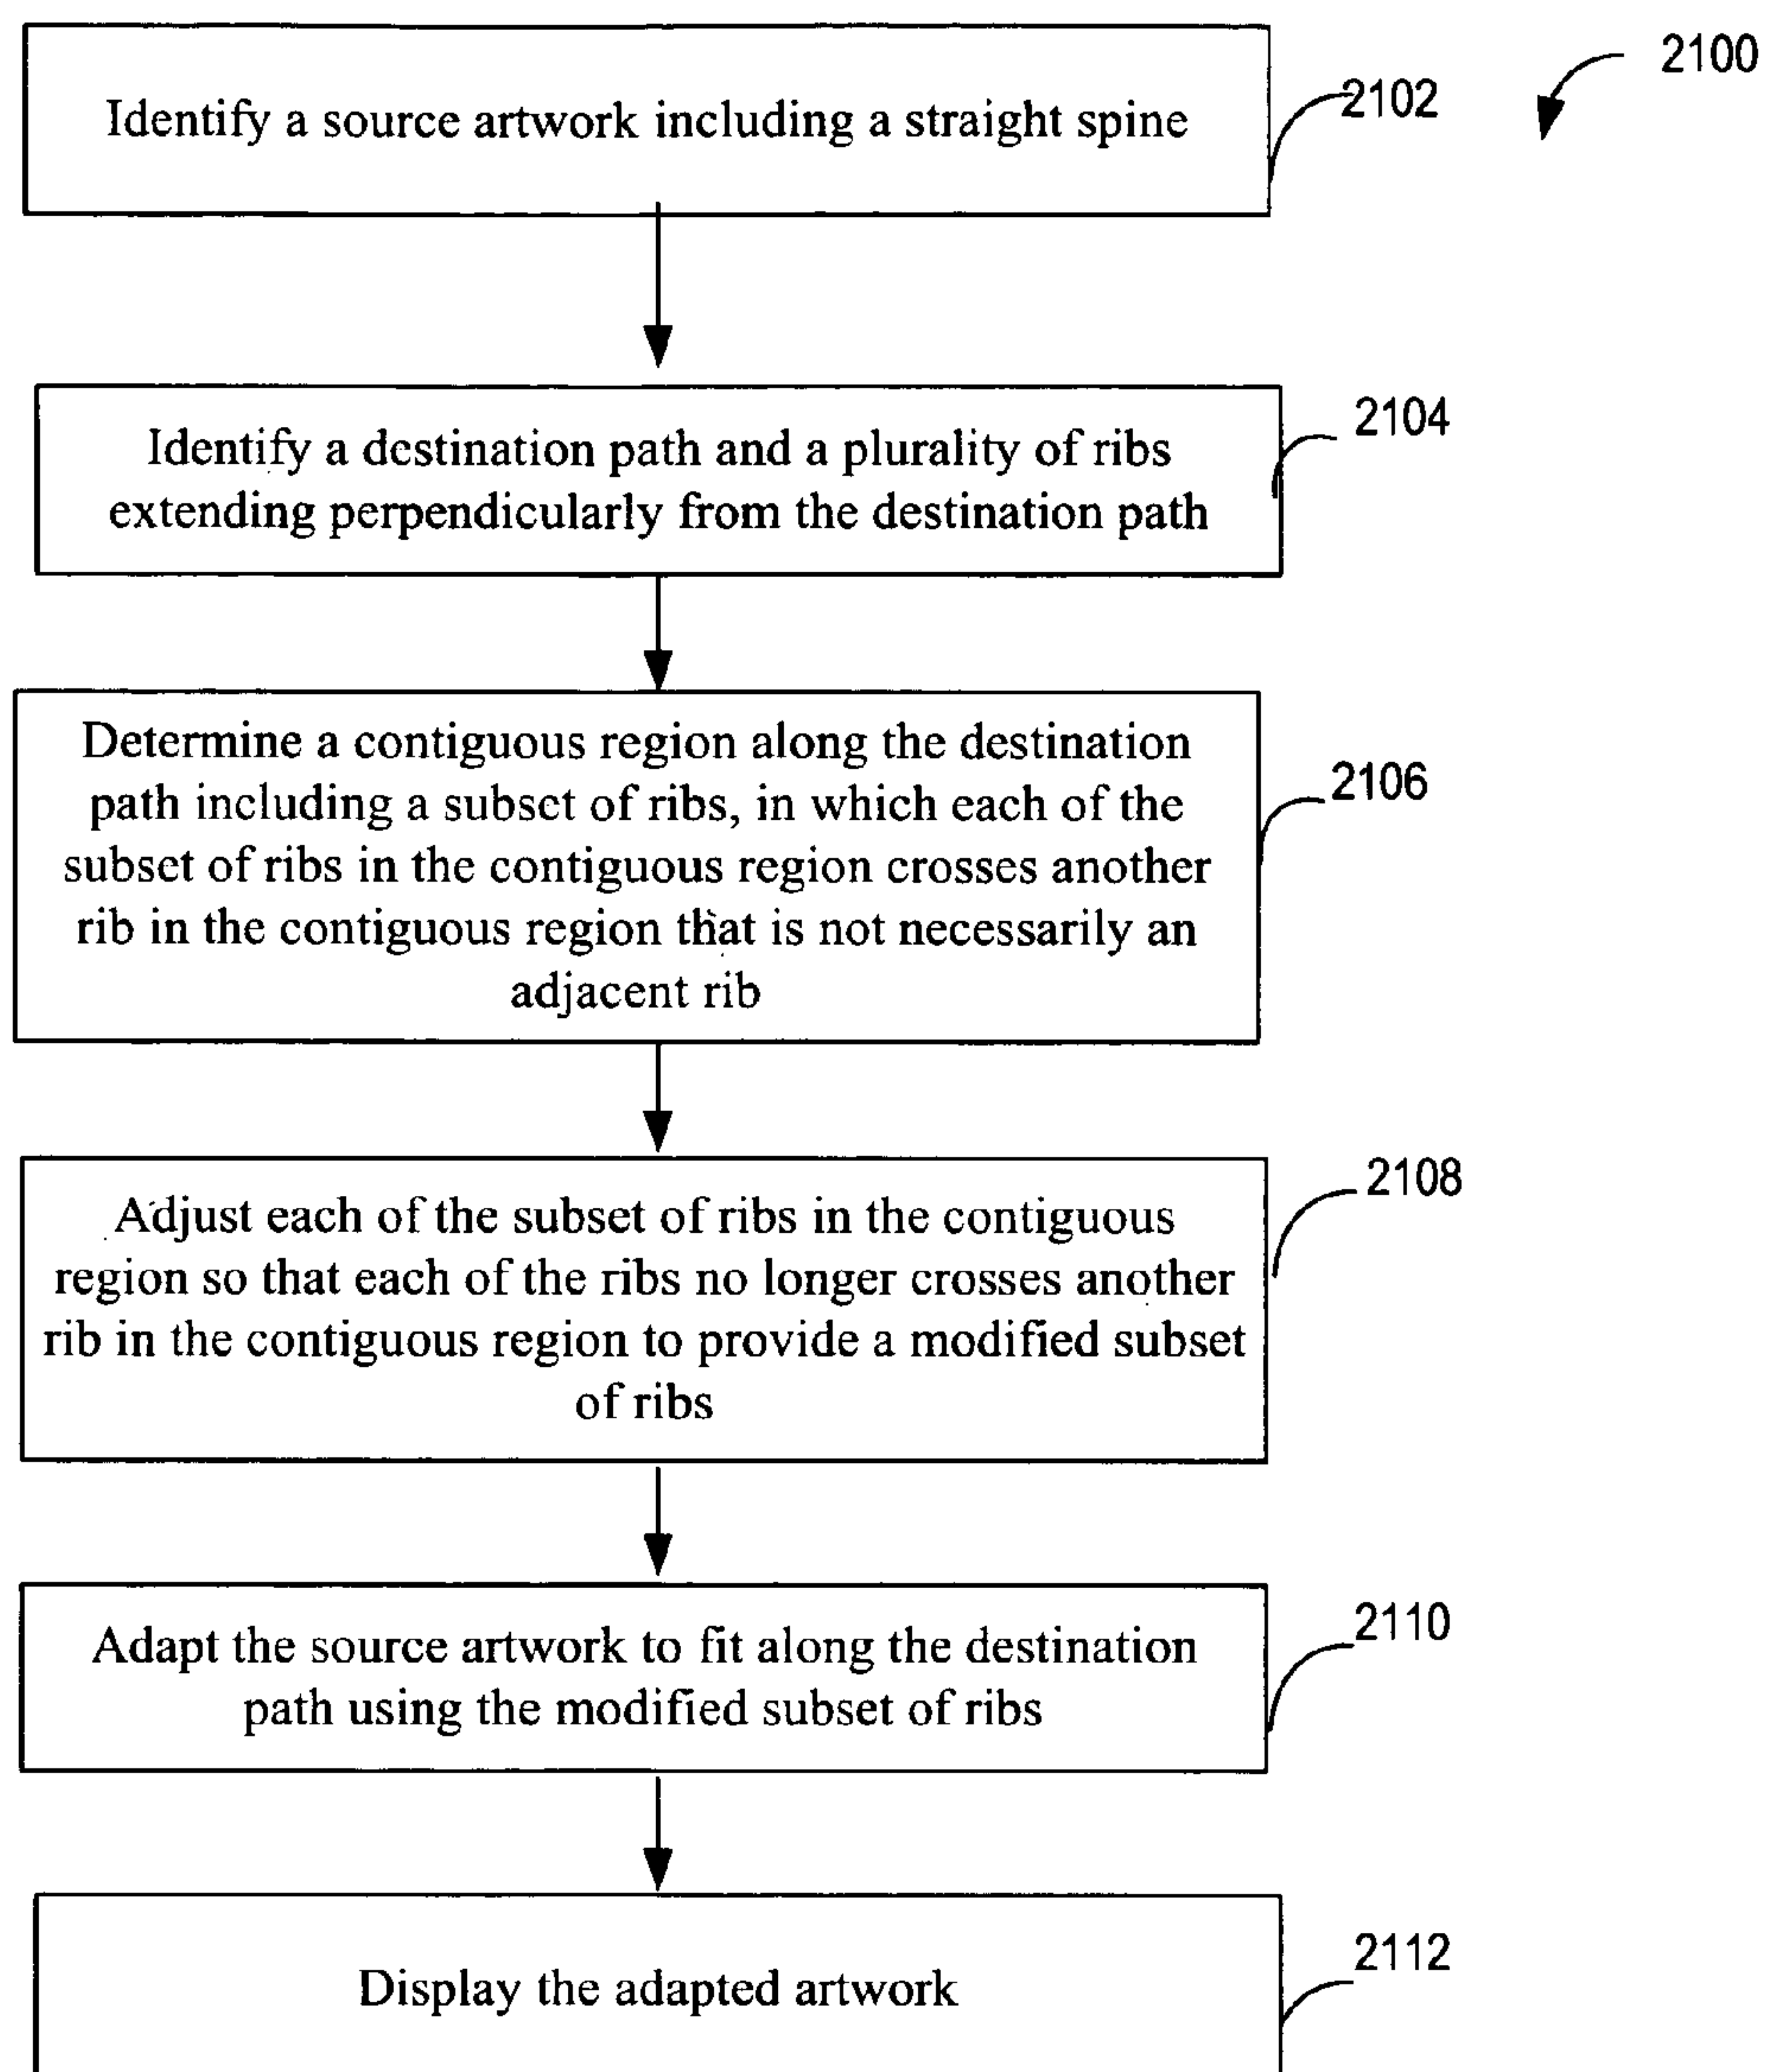 2100
Identify a source artwork including a straight spine
2102
Identify a destination path and a plurality of ribs
extending perpendicularly from the destination path
2104
Determine a contiguous region along the destination
path including a subset of ribs, in which each of the
subset of ribs in the contiguous region crosses another
rib in the contiguous region that is not necessarily an
adjacent rib
2106
Adjust each of the subset of ribs in the contiguous
region so that each of the ribs no longer crosses another
rib in the contiguous region to provide a modified subset
of ribs
2108
Adapt the source artwork to fit along the destination
path using the modified subset of ribs
2110
Display the adapted artwork
2112